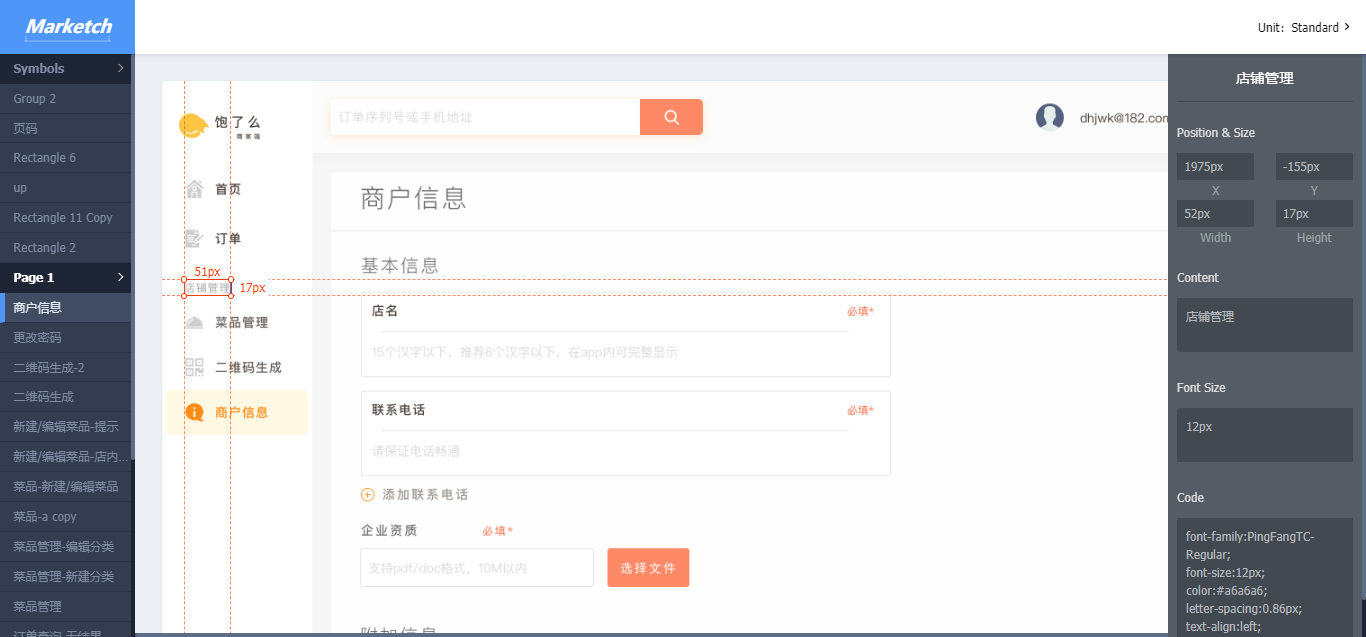 Marketch
Unit: Standard
Symbols
Group 2
页码
Rectangle 6
up
Rectangle 11 Copy
Rectangle 2
Page 1
商户信息
更改密码
二维码生成-2
二维码生成
新建/编辑菜品-提示
新建/编辑菜品-店内...
菜品-新建/编辑菜品
菜品-a copy
菜品管理-编辑分类
菜品管理-新建分类
菜品管理
订单查询-无结果
饱了么
商家端
首页
订单
51px
店铺管理
17px
菜品管理
二维码生成
商户信息
订单序列号或手机地址
dhjwk@182.com
商户信息
基本信息
店名
必填*
15个汉字以下，推荐8个汉字以下，在app内可完整显示
联系电话
必填*
请保证电话畅通
添加联系电话
企业资质
必填*
支持pdf/doc格式，10M以内
选择文件
附加信息
店铺管理
Position & Size
1975px
-155px
X
Y
52px
17px
Width
Height
Content
店铺管理
Font Size
12px
Code
font-family:PingFangTC-
Regular;
font-size:12px;
color:#a6a6a6;
letter-spacing:0.86px;
text-align:left;